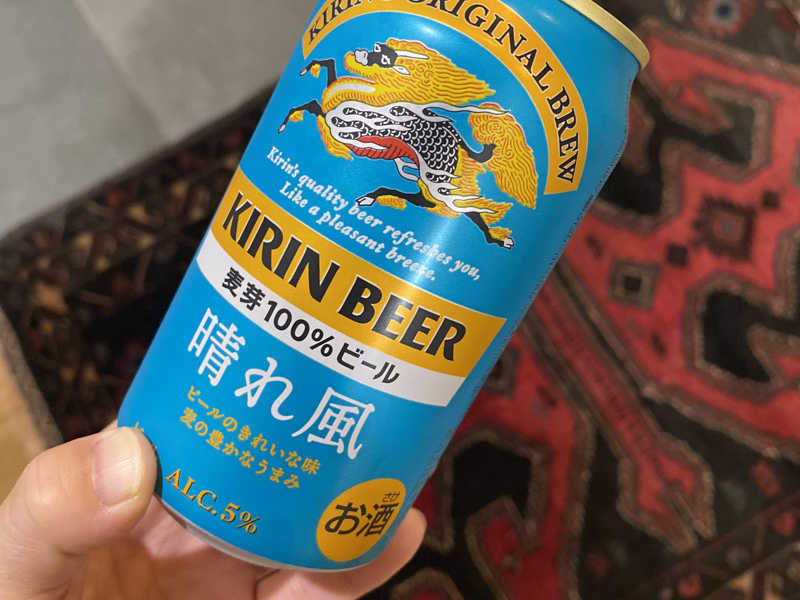 KIRIN'S ORIGINAL BREW
Kirin's quality beer refreshes you,
Like a pleasant breeze.
KIRIN BEER
麦芽100%ビール
晴れ風
ビールのきれいな味
麦の豊かなうまみ
ALC. 5%
さけ
お酒